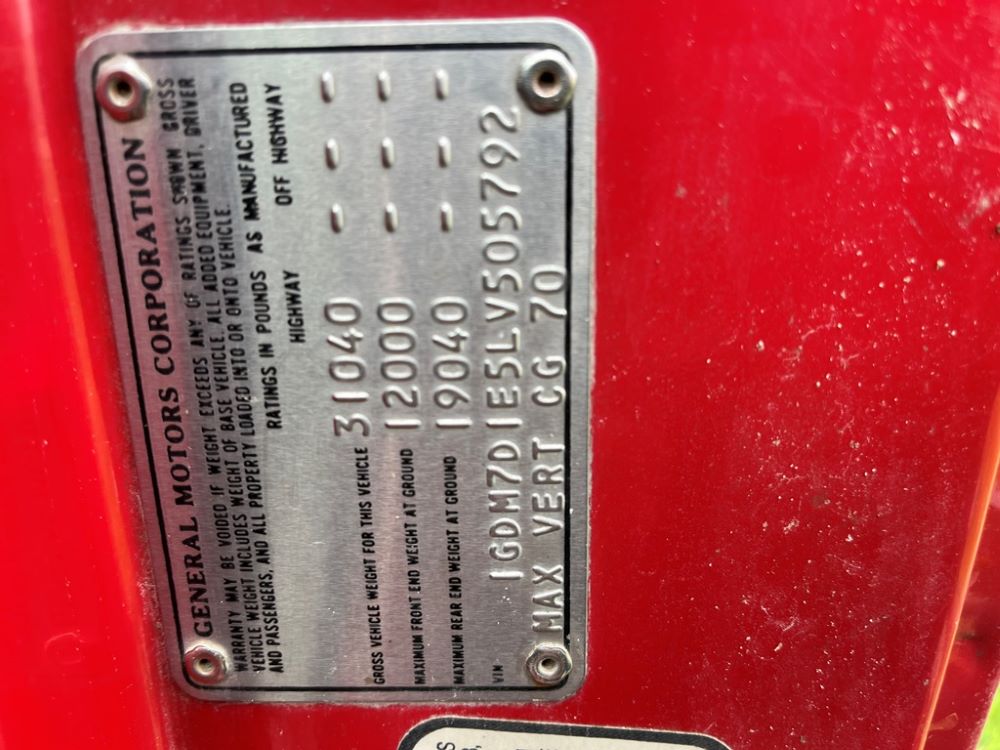 GENERAL MOTORS CORPORATION
WARRANTY MAY BE VOIDED IF WEIGHT EXCEEDS ANY OF RATINGS SHOWN GROSS
VEHICLE WEIGHT INCLUDES WEIGHT OF BASE VEHICLE, ALL ADDED EQUIPMENT, DRIVER
AND PASSENGERS, AND ALL PROPERTY LOADED INTO OR ONTO VEHICLE.
RATINGS IN POUNDS AS MANUFACTURED
HIGHWAY OFF HIGHWAY
GROSS VEHICLE WEIGHT FOR THIS VEHICLE 31040 - - -
MAXIMUM FRONT END WEIGHT AT GROUND 12000 - - -
MAXIMUM REAR END WEIGHT AT GROUND 19040 - - -
VIN 1GDM7D1E5LV505792
MAX VERT CG 70